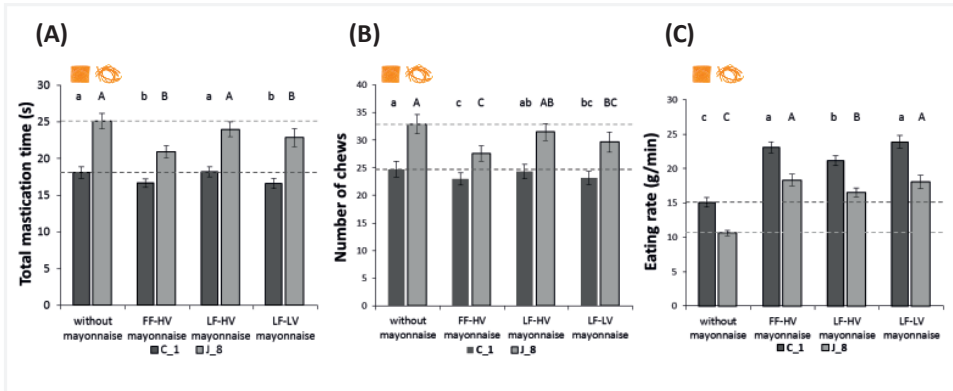 (A)
Total mastication time (s)
30
25
20
15
10
5
0
a A b B a A b B
without mayonnaise
FF-HV mayonnaise
LF-HV mayonnaise
LF-LV mayonnaise
C_1 J_8
(B)
Number of chews
40
35
30
25
20
15
10
5
0
a A c C ab AB bc BC
without mayonnaise
FF-HV mayonnaise
LF-HV mayonnaise
LF-LV mayonnaise
C_1 J_8
(C)
Eating rate (g/min)
30
25
20
15
10
5
0
c C a A b B a A
without mayonnaise
FF-HV mayonnaise
LF-HV mayonnaise
LF-LV mayonnaise
C_1 J_8